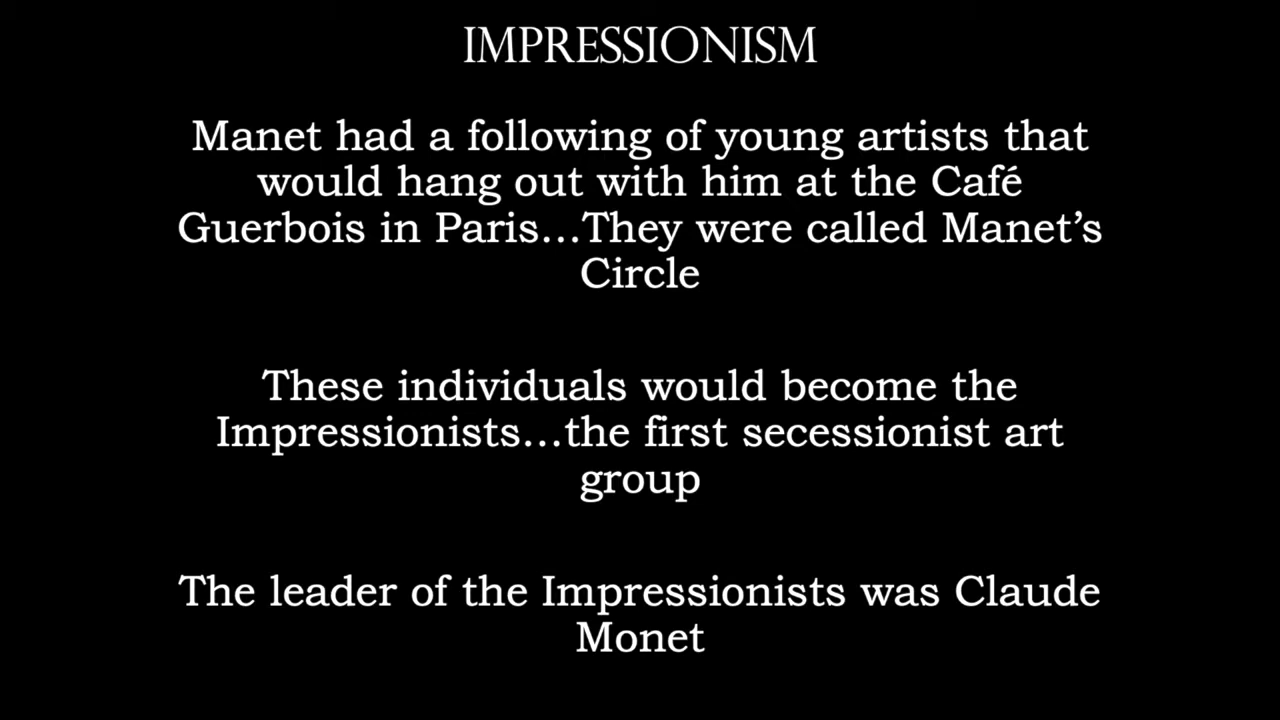 IMPRESSIONISM
Manet had a following of young artists that
would hang out with him at the Café
Guerbois in Paris...They were called Manet’s
Circle
These individuals would become the
Impressionists...the first secessionist art
group
The leader of the Impressionists was Claude
Monet